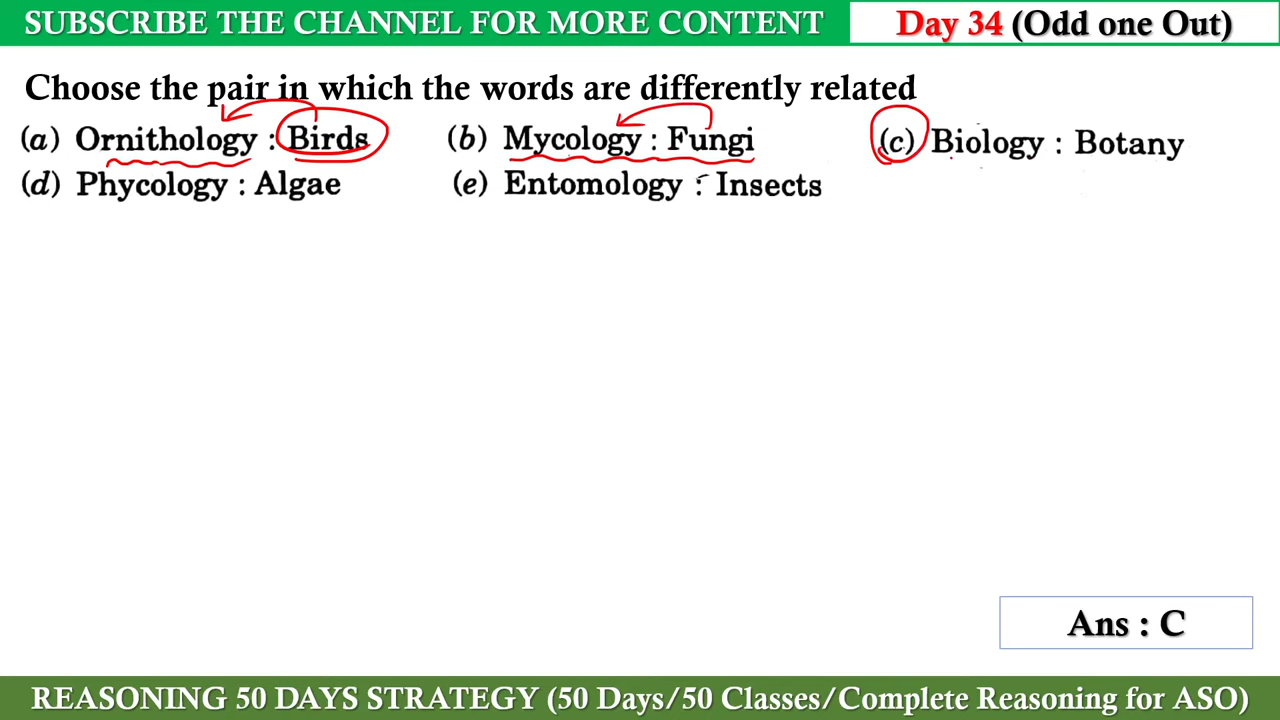 SUBSCRIBE THE CHANNEL FOR MORE CONTENT
Day 34 (Odd one Out)
Choose the pair in which the words are differently related
(a) Ornithology : Birds (b) Mycology : Fungi (c) Biology : Botany
(d) Phycology : Algae (e) Entomology : Insects
Ans : C
REASONING 50 DAYS STRATEGY (50 Days/50 Classes/Complete Reasoning for ASO)